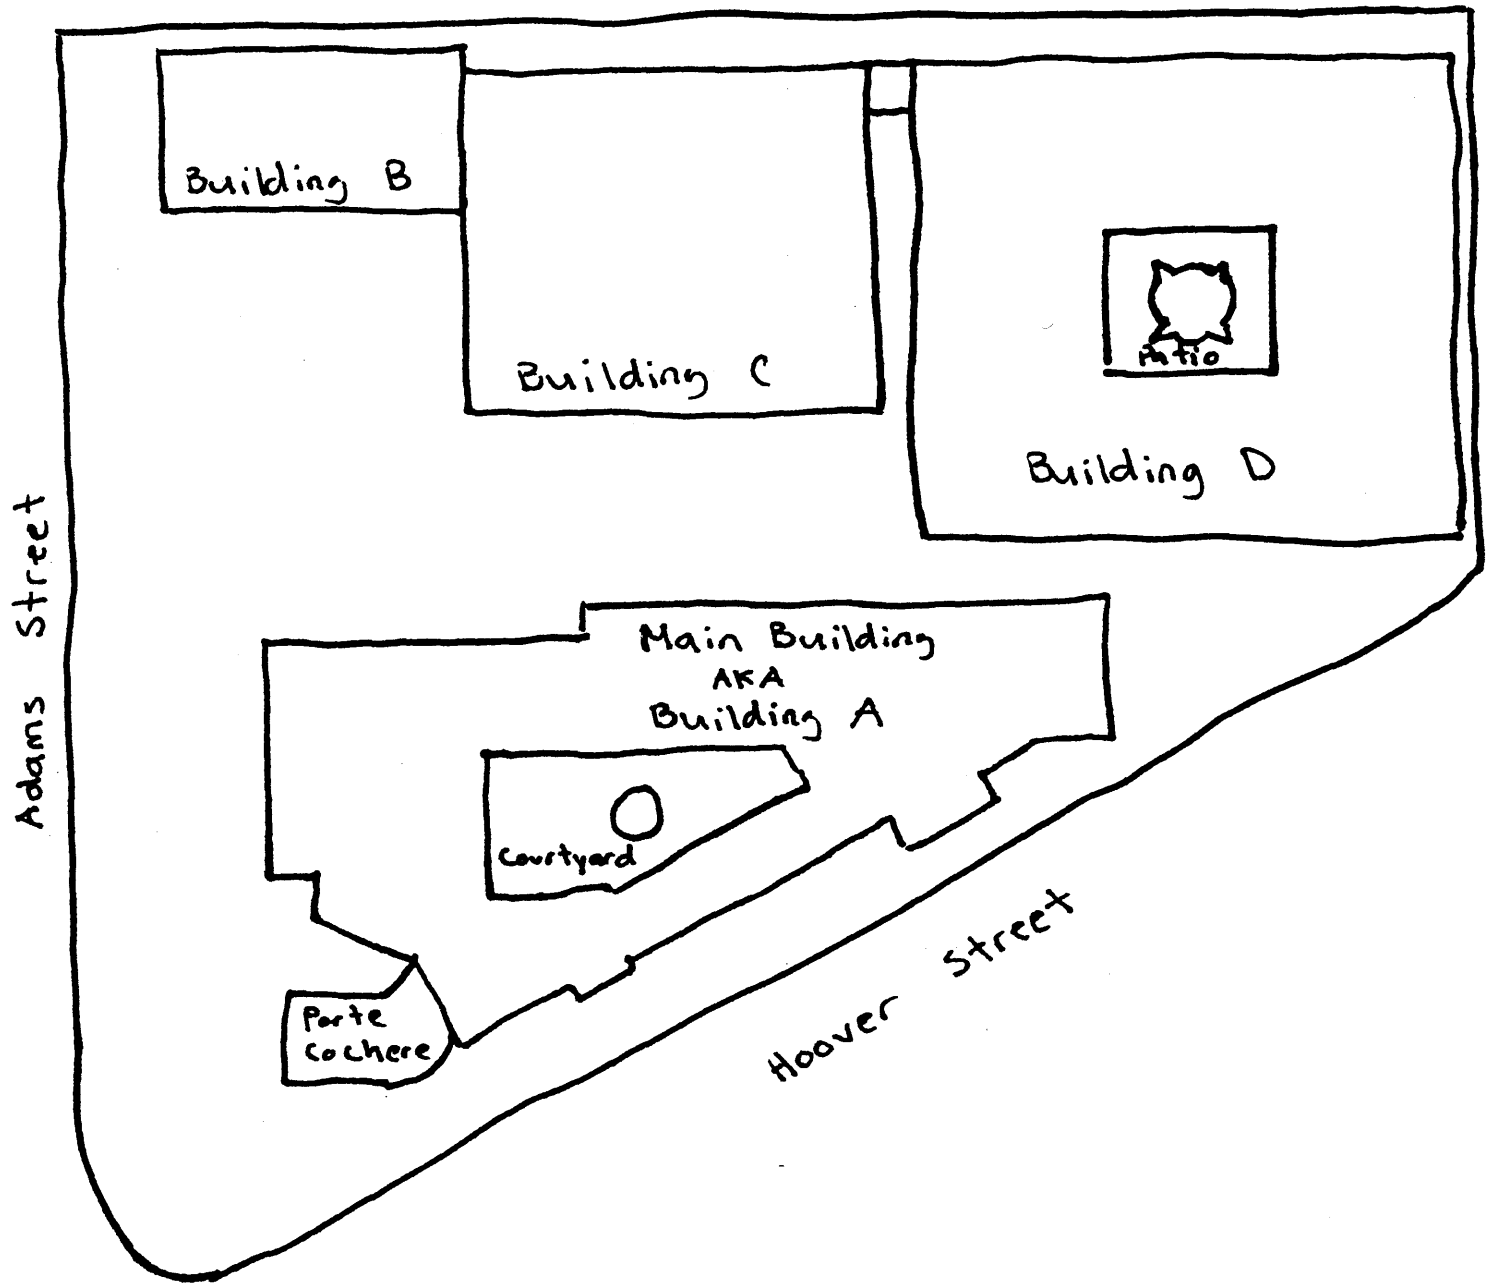 Building B
Building C
Patio
Building D
Adams Street
Main Building
AKA
Building A
Courtyard
Porte
Cochere
Hoover Street